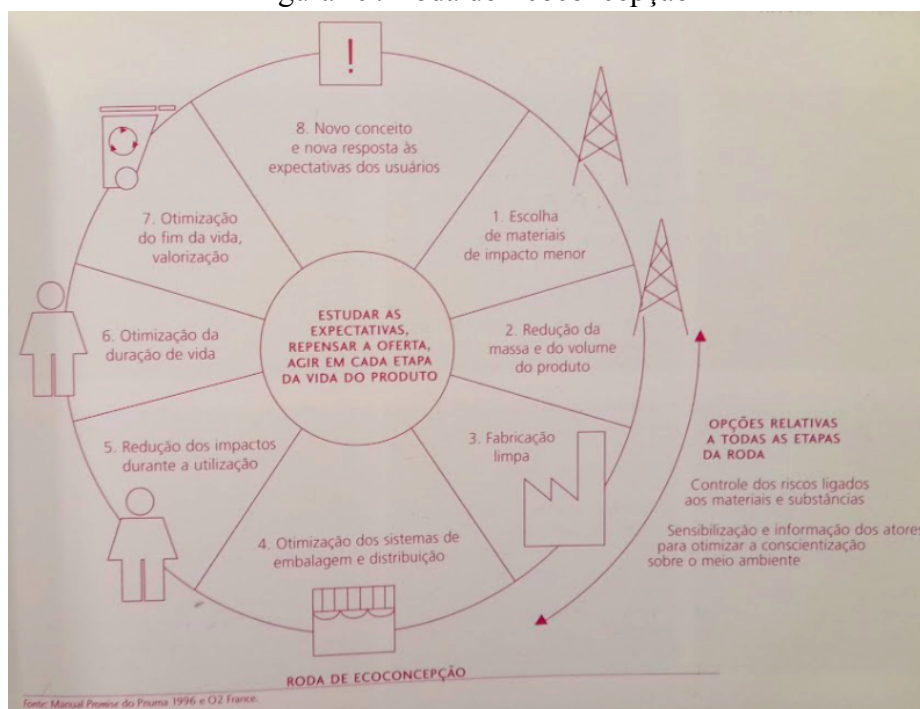 !
8. Novo conceito
e nova resposta às
expectativas dos usuários
1. Escolha
de materiais
de impacto menor
2. Redução da
massa e do volume
do produto
3. Fabricação
limpa
4. Otimização dos sistemas de
embalagem e distribuição
5. Redução dos impactos
durante a utilização
6. Otimização da
duração de vida
7. Otimização
do fim da vida,
valorização
ESTUDAR AS
EXPECTATIVAS,
REPENSAR A OFERTA,
AGIR EM CADA ETAPA
DA VIDA DO PRODUTO
OPÇÕES RELATIVAS
A TODAS AS ETAPAS
DA RODA
Controle dos riscos ligados
aos materiais e substâncias
Sensibilização e informação dos atores
para otimizar a conscientização
sobre o meio ambiente
RODA DE ECOCONCEPÇÃO
Fonte: Manual Promise do Pnuma 1996 e O2 France.